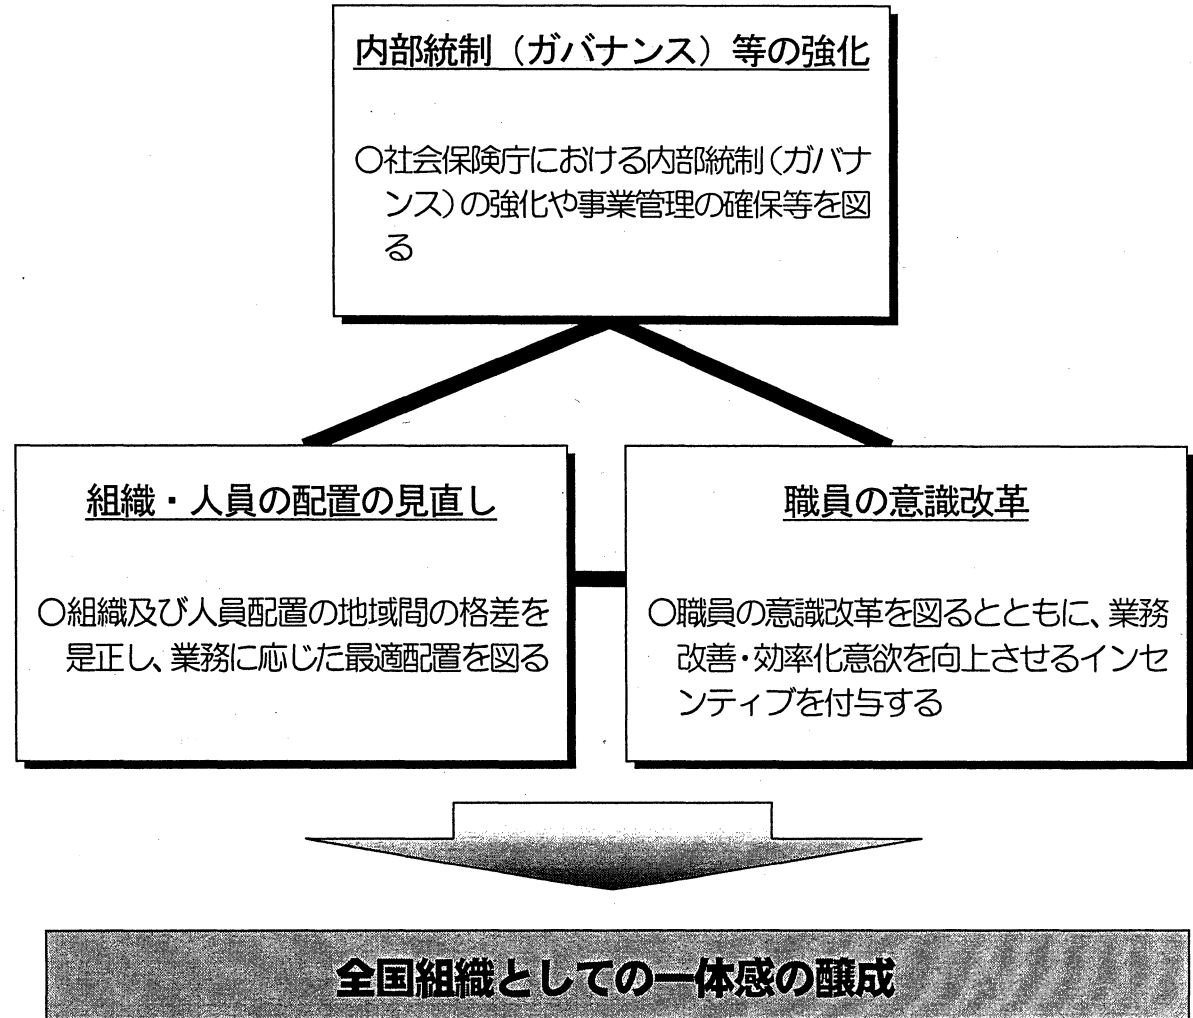 内部統制（ガバナンス）等の強化
○社会保険庁における内部統制（ガバナ
ンス）の強化や事業管理の確保等を図
る
組織・人員の配置の見直し
○組織及び人員配置の地域間の格差を
是正し、業務に応じた最適配置を図る
職員の意識改革
○職員の意識改革を図るとともに、業務
改善・効率化意欲を向上させるインセ
ンティブを付与する
全国組織としての一体感の醸成